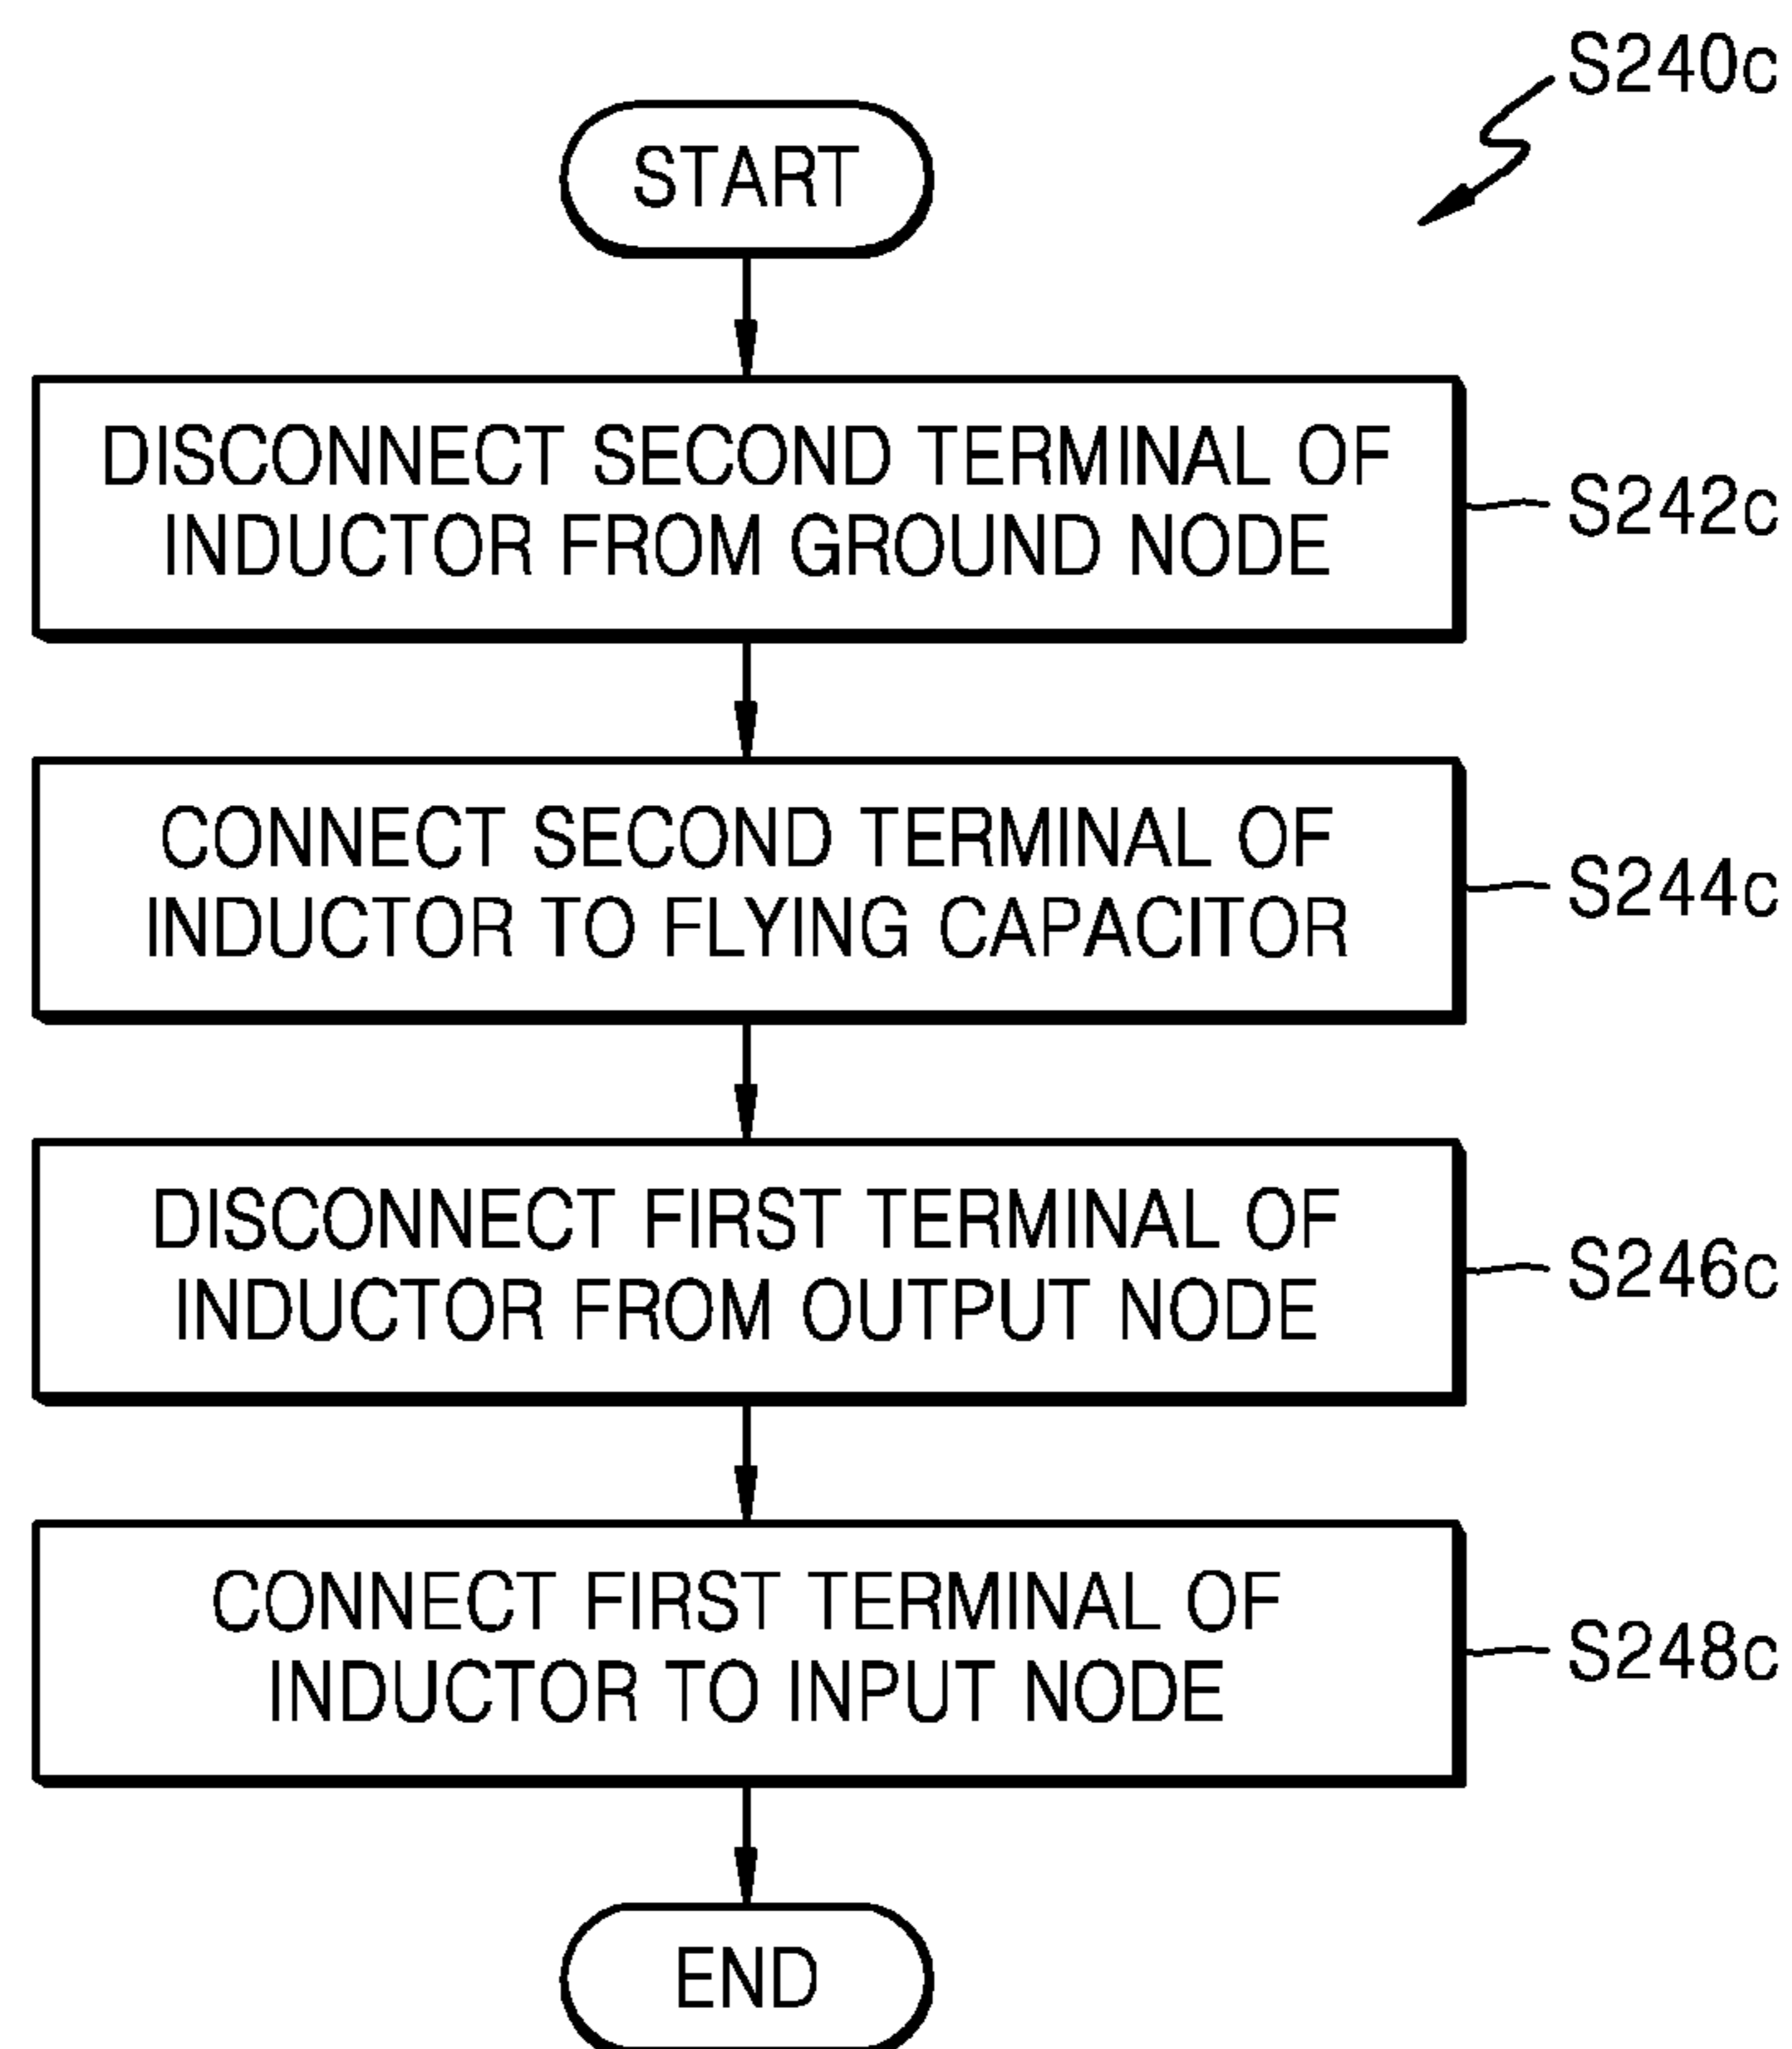 S240c
START
DISCONNECT SECOND TERMINAL OF
INDUCTOR FROM GROUND NODE
S242c
CONNECT SECOND TERMINAL OF
INDUCTOR TO FLYING CAPACITOR
S244c
DISCONNECT FIRST TERMINAL OF
INDUCTOR FROM OUTPUT NODE
S246c
CONNECT FIRST TERMINAL OF
INDUCTOR TO INPUT NODE
S248c
END